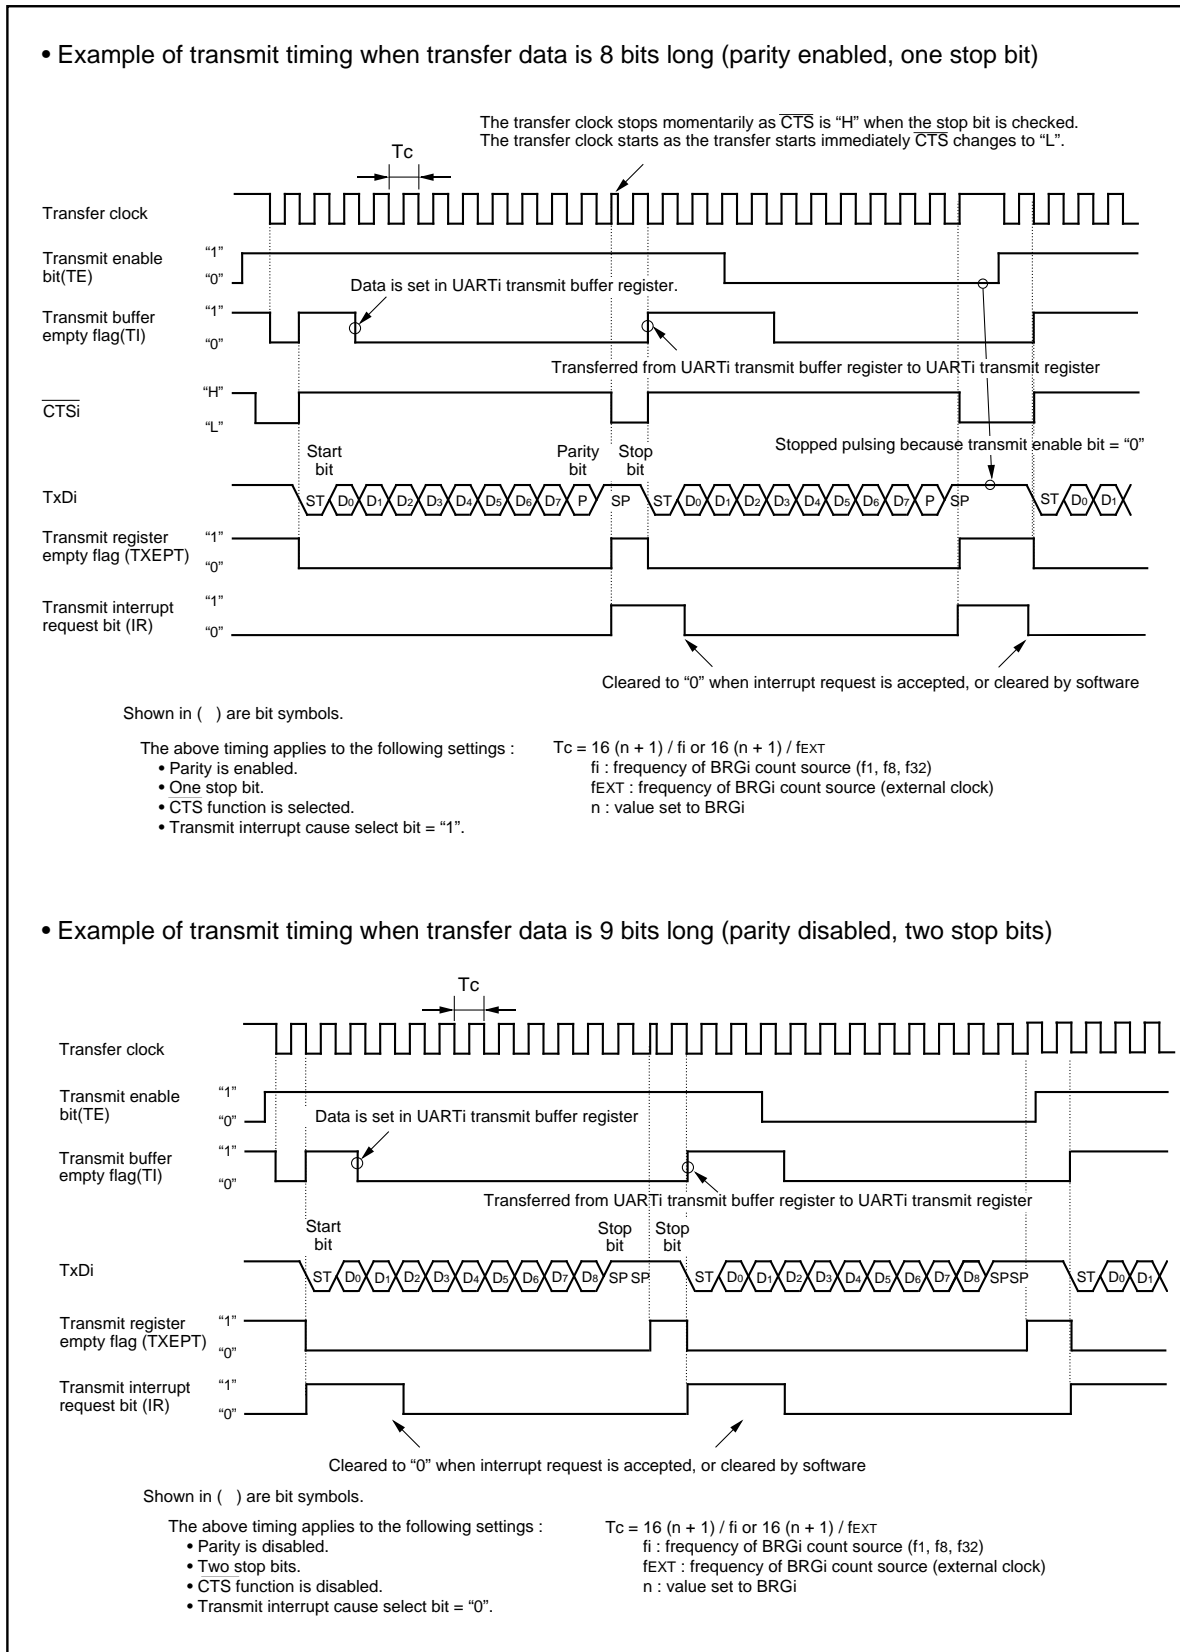 • Example of transmit timing when transfer data is 8 bits long (parity enabled, one stop bit)
The transfer clock stops momentarily as CTS is “H” when the stop bit is checked.
The transfer clock starts as the transfer starts immediately CTS changes to “L”.
Tc
Transfer clock
Transmit enable
bit(TE)
“1”
“0”
Data is set in UARTi transmit buffer register.
Transmit buffer
empty flag(TI)
“1”
“0”
Transferred from UARTi transmit buffer register to UARTi transmit register
CTSi
“H”
“L”
Stopped pulsing because transmit enable bit = “0”
Start
bit
Parity
bit
Stop
bit
TxDi
ST D0 D1 D2 D3 D4 D5 D6 D7 P SP ST D0 D1 D2 D3 D4 D5 D6 D7 P SP ST D0 D1
Transmit register
empty flag (TXEPT)
“1”
“0”
Transmit interrupt
request bit (IR)
“1”
“0”
Cleared to “0” when interrupt request is accepted, or cleared by software
Shown in ( ) are bit symbols.
The above timing applies to the following settings :
• Parity is enabled.
• One stop bit.
• CTS function is selected.
• Transmit interrupt cause select bit = “1”.
Tc = 16 (n + 1) / fi or 16 (n + 1) / fEXT
fi : frequency of BRGi count source (f1, f8, f32)
fEXT : frequency of BRGi count source (external clock)
n : value set to BRGi
• Example of transmit timing when transfer data is 9 bits long (parity disabled, two stop bits)
Tc
Transfer clock
Transmit enable
bit(TE)
“1”
“0”
Data is set in UARTi transmit buffer register
Transmit buffer
empty flag(TI)
“1”
“0”
Transferred from UARTi transmit buffer register to UARTi transmit register
Start
bit
Stop
bit
Stop
bit
TxDi
ST D0 D1 D2 D3 D4 D5 D6 D7 D8 SP SP ST D0 D1 D2 D3 D4 D5 D6 D7 D8 SPSP ST D0 D1
Transmit register
empty flag (TXEPT)
“1”
“0”
Transmit interrupt
request bit (IR)
“1”
“0”
Cleared to “0” when interrupt request is accepted, or cleared by software
Shown in ( ) are bit symbols.
The above timing applies to the following settings :
• Parity is disabled.
• Two stop bits.
• CTS function is disabled.
• Transmit interrupt cause select bit = “0”.
Tc = 16 (n + 1) / fi or 16 (n + 1) / fEXT
fi : frequency of BRGi count source (f1, f8, f32)
fEXT : frequency of BRGi count source (external clock)
n : value set to BRGi